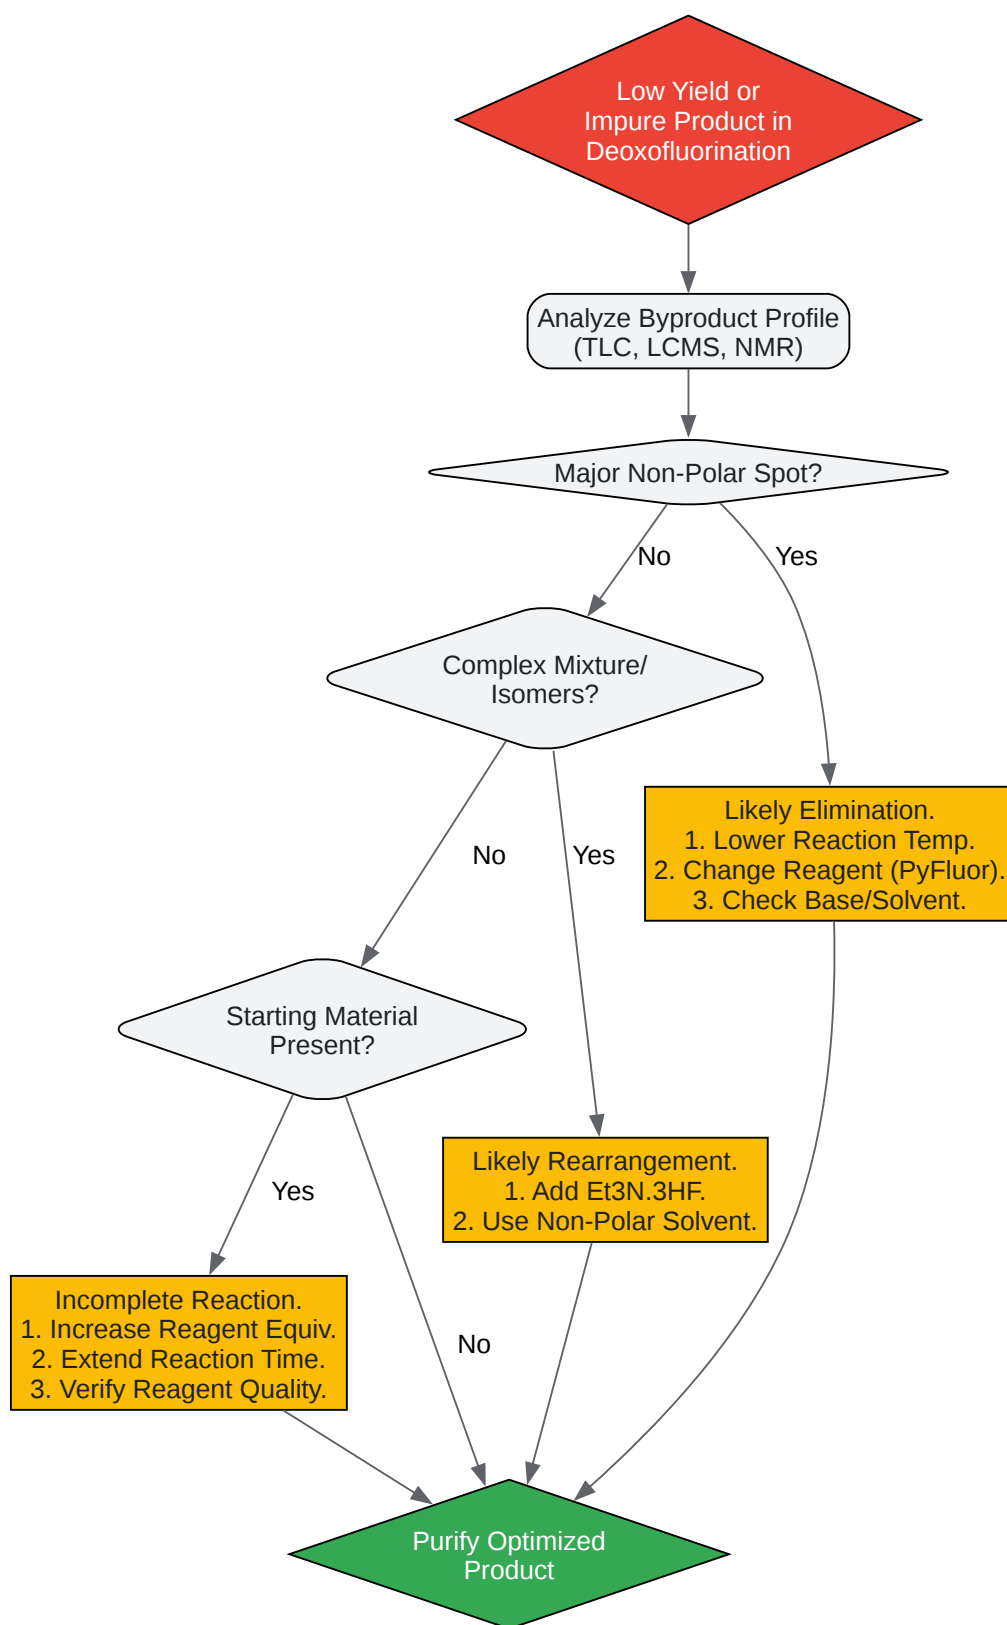 Low Yield or
Impure Product in
Deoxofluorination
Analyze Byproduct Profile
(TLC, LCMS, NMR)
Major Non-Polar Spot?
No
Yes
Complex Mixture/
Isomers?
Likely Elimination.
1. Lower Reaction Temp.
2. Change Reagent (PyFluor).
3. Check Base/Solvent.
No
Yes
Starting Material
Present?
Likely Rearrangement.
1. Add Et3N.3HF.
2. Use Non-Polar Solvent.
Yes
Incomplete Reaction.
1. Increase Reagent Equiv.
2. Extend Reaction Time.
3. Verify Reagent Quality.
No
Purify Optimized
Product